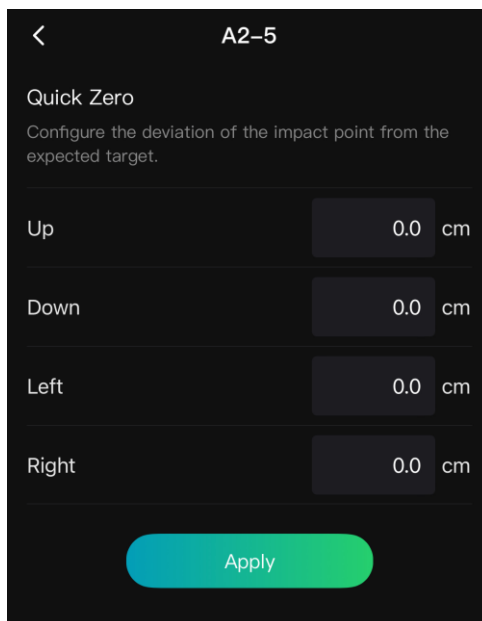 A2-5
Quick Zero
Configure the deviation of the impact point from the
expected target.
Up 0.0 cm
Down 0.0 cm
Left 0.0 cm
Right 0.0 cm
Apply